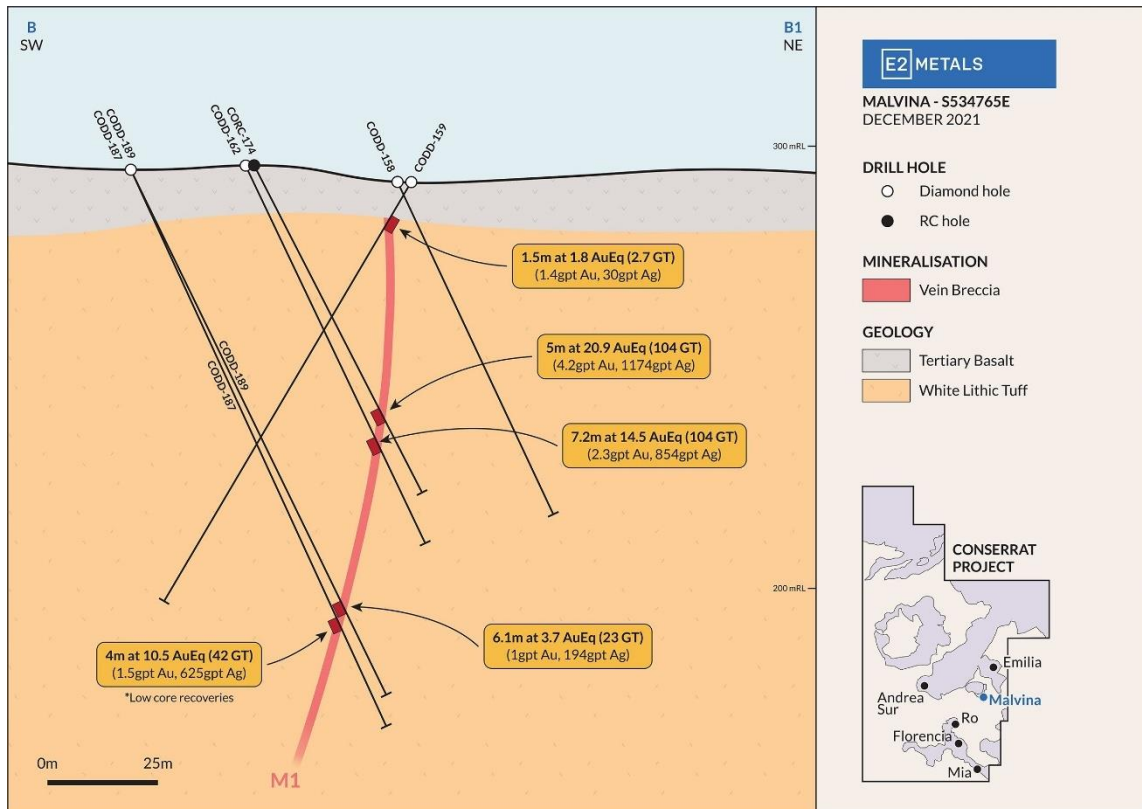 B
SW
B1
NE
CODD-189
CODD-187
CORC-174
CODD-162
CODD-158
CODD-159
300 mRL
1.5m at 1.8 AuEq (2.7 GT)
(1.4gpt Au, 30gpt Ag)
5m at 20.9 AuEq (104 GT)
(4.2gpt Au, 1174gpt Ag)
CODD-189
CODD-187
7.2m at 14.5 AuEq (104 GT)
(2.3gpt Au, 854gpt Ag)
200 mRL
6.1m at 3.7 AuEq (23 GT)
(1gpt Au, 194gpt Ag)
4m at 10.5 AuEq (42 GT)
(1.5gpt Au, 625gpt Ag)
*Low core recoveries
0m 25m
M1
E2 METALS
MALVINA - S534765E
DECEMBER 2021
DRILL HOLE
Diamond hole
RC hole
MINERALISATION
Vein Breccia
GEOLOGY
Tertiary Basalt
White Lithic Tuff
CONSERRAT
PROJECT
Emilia
Andrea
Sur
Malvina
Ro
Florencia
Mia